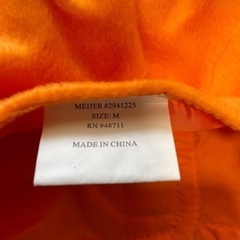 MEIJER #2941225
SIZE: M
RN #48711
MADE IN CHINA